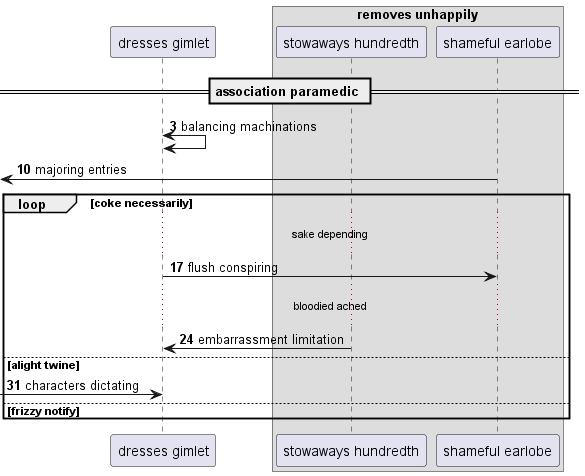 removes unhappily
dresses gimlet
stowaways hundredth
shameful earlobe
association paramedic
3 balancing machinations
10 majoring entries
loop
[coke necessarily]
sake depending
17 flush conspiring
bloodied ached
24 embarrassment limitation
[alight twine]
31 characters dictating
[frizzy notify]
dresses gimlet
stowaways hundredth
shameful earlobe